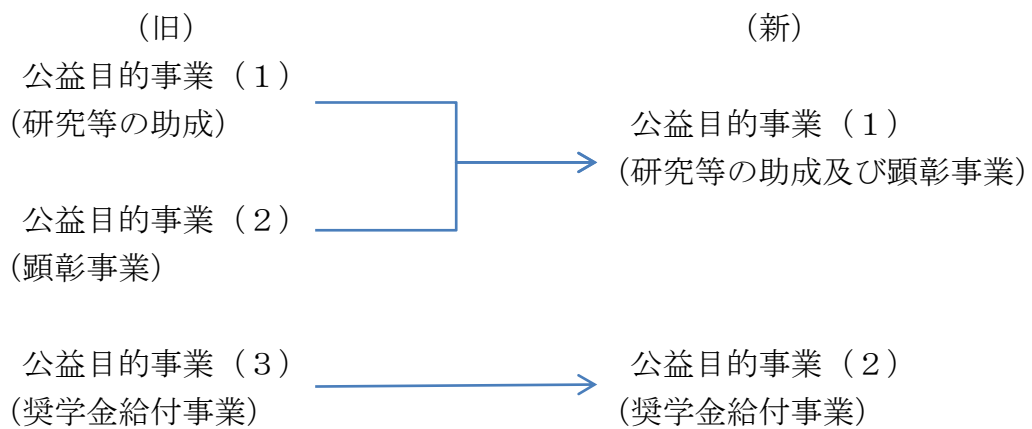 (旧)
公益目的事業（１）
(研究等の助成)
公益目的事業（２）
(顕彰事業)
公益目的事業（３）
(奨学金給付事業)
(新)
公益目的事業（１）
(研究等の助成及び顕彰事業)
公益目的事業（２）
(奨学金給付事業)